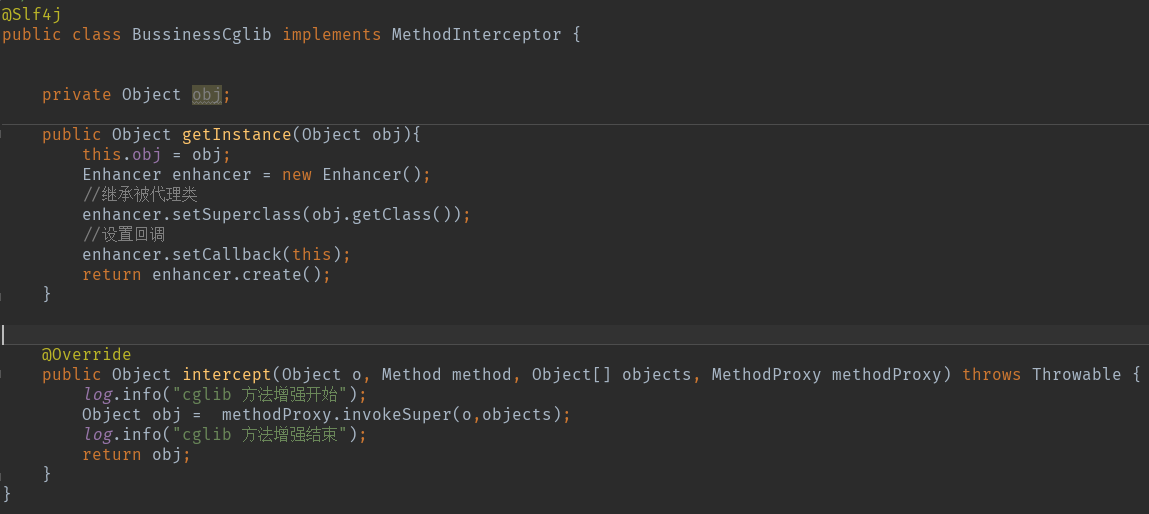 @Slf4j
public class BussinessCglib implements MethodInterceptor {
    private Object obj;
    public Object getInstance(Object obj){
        this.obj = obj;
        Enhancer enhancer = new Enhancer();
        //继承被代理类
        enhancer.setSuperclass(obj.getClass());
        //设置回调
        enhancer.setCallback(this);
        return enhancer.create();
    }
    @Override
    public Object intercept(Object o, Method method, Object[] objects, MethodProxy methodProxy) throws Throwable {
        log.info("cglib 方法增强开始");
        Object obj =  methodProxy.invokeSuper(o,objects);
        log.info("cglib 方法增强结束");
        return obj;
    }
}